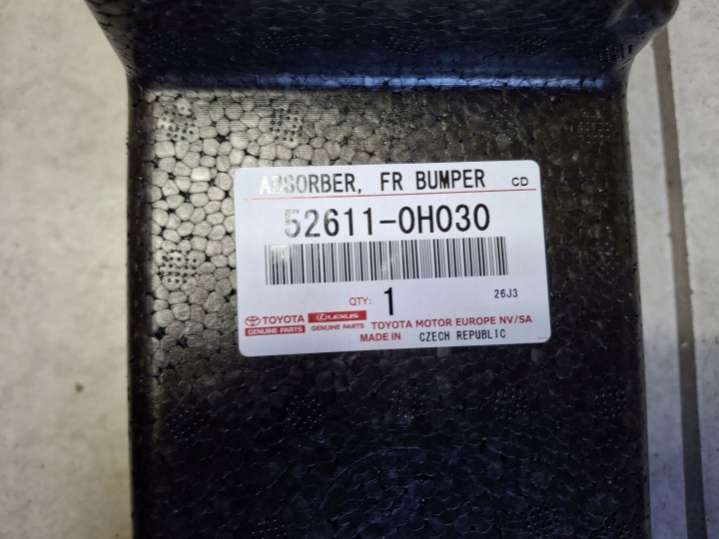 ABSORBER, FR BUMPER CD
52611-0H030
QTY: 1 26J3
TOYOTA LEXUS
GENUINE PARTS GENUINE PARTS TOYOTA MOTOR EUROPE NV/SA
MADE IN CZECH REPUBLIC